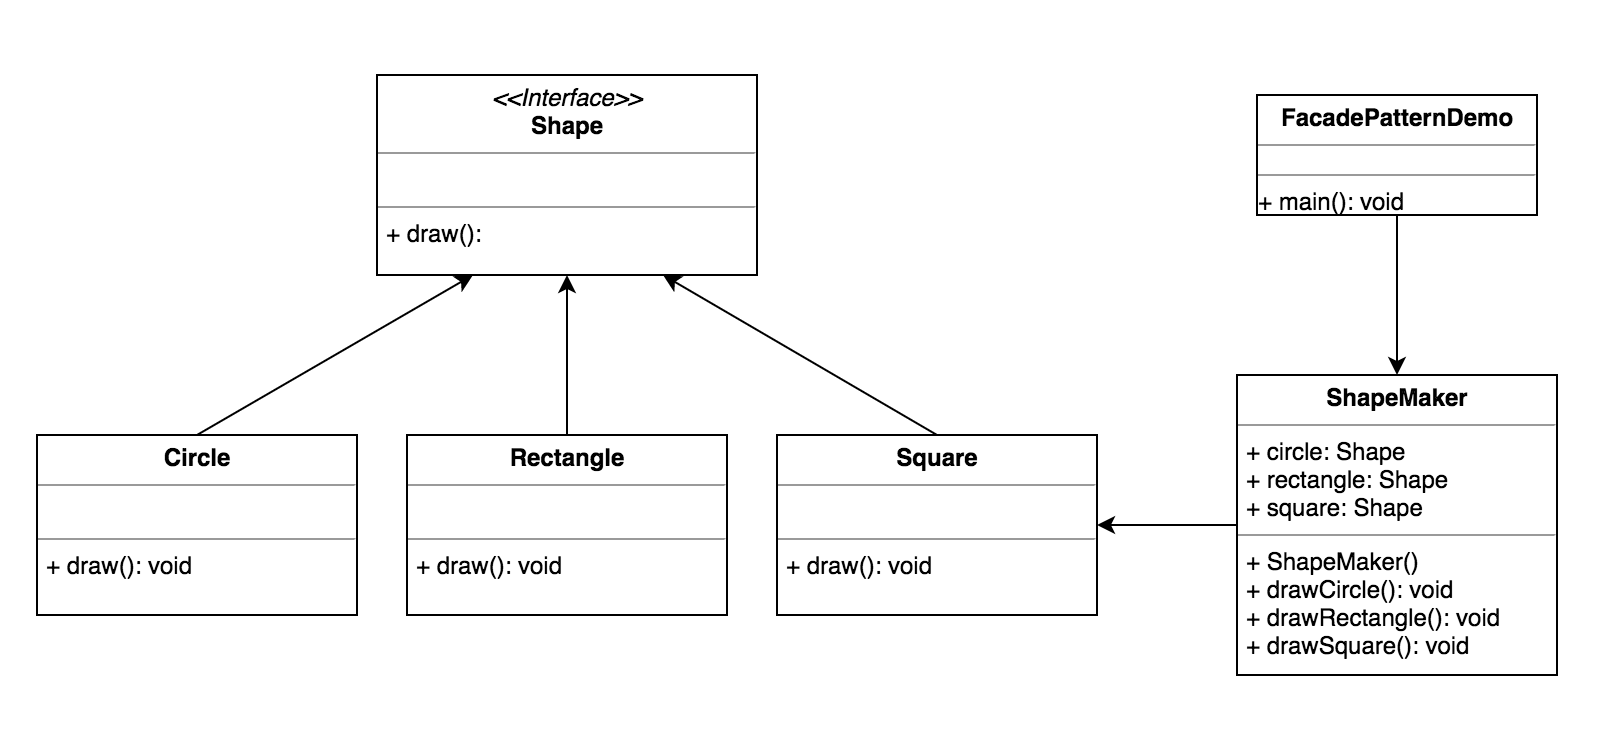 <<Interface>>
Shape
+ draw():
FacadePatternDemo
+ main(): void
Circle
+ draw(): void
Rectangle
+ draw(): void
Square
+ draw(): void
ShapeMaker
+ circle: Shape
+ rectangle: Shape
+ square: Shape
+ ShapeMaker()
+ drawCircle(): void
+ drawRectangle(): void
+ drawSquare(): void